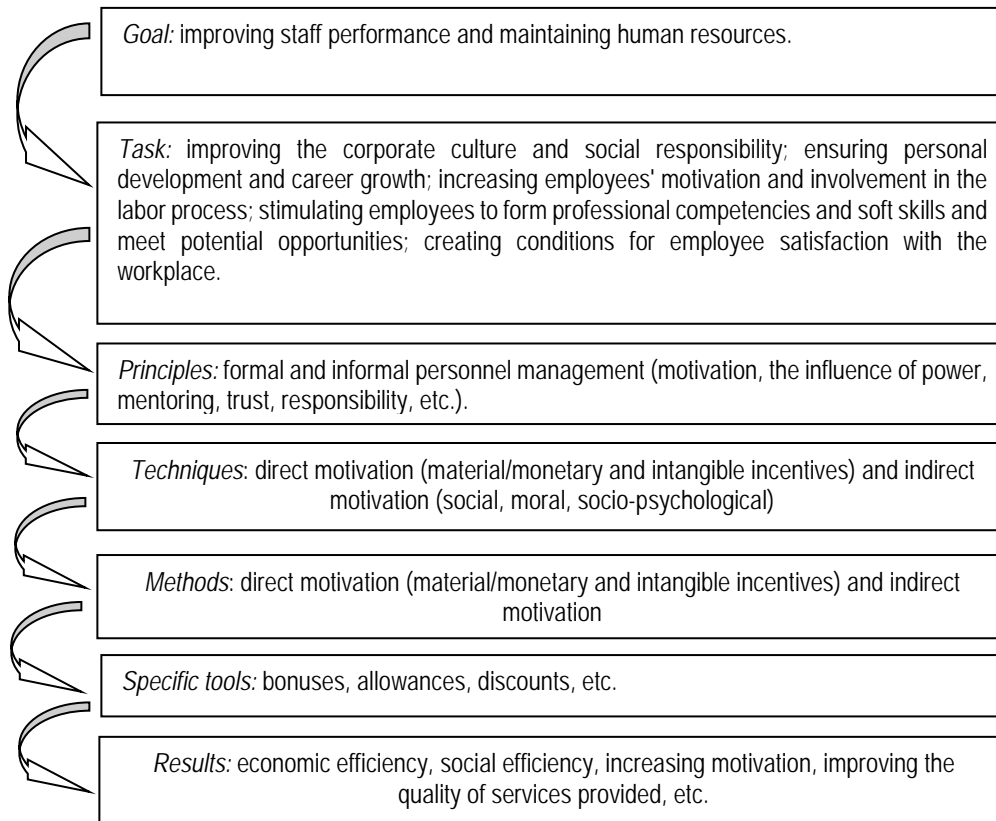 Goal: improving staff performance and maintaining human resources.
Task: improving the corporate culture and social responsibility; ensuring personal
development and career growth; increasing employees' motivation and involvement in the
labor process; stimulating employees to form professional competencies and soft skills and
meet potential opportunities; creating conditions for employee satisfaction with the
workplace.
Principles: formal and informal personnel management (motivation, the influence of power,
mentoring, trust, responsibility, etc.).
Techniques: direct motivation (material/monetary and intangible incentives) and indirect
motivation (social, moral, socio-psychological)
Methods: direct motivation (material/monetary and intangible incentives) and indirect
motivation
Specific tools: bonuses, allowances, discounts, etc.
Results: economic efficiency, social efficiency, increasing motivation, improving the
quality of services provided, etc.